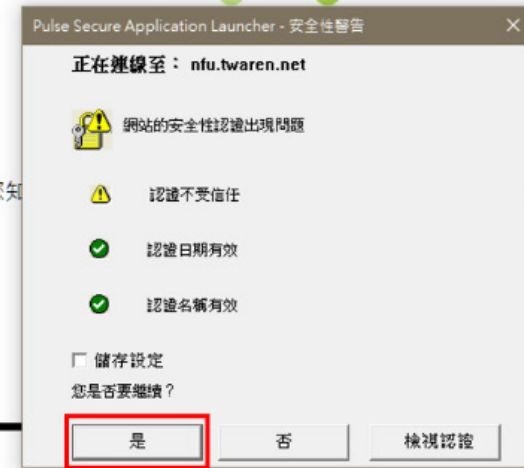 Pulse Secure Application Launcher - 安全性警告
正在連線至： nfu.twaren.net
網站的安全性認證出現問題
認證不受信任
認證日期有效
認證名稱有效
儲存設定
您是否要繼續？
是
否
檢視認證